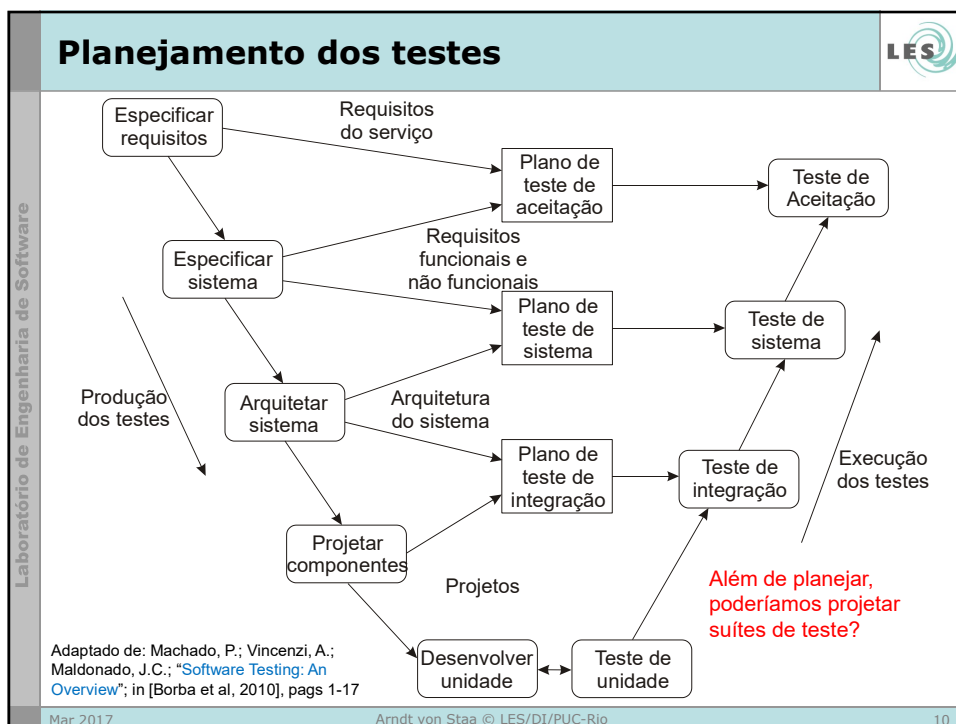 Planejamento dos testes
LES
Laboratório de Engenharia de Software
Especificar
requisitos
Requisitos
do serviço
Plano de
teste de
aceitação
Teste de
Aceitação
Especificar
sistema
Requisitos
funcionais e
não funcionais
Plano de
teste de
sistema
Teste de
sistema
Produção
dos testes
Arquitetar
sistema
Arquitetura
do sistema
Plano de
teste de
integração
Teste de
integração
Execução
dos testes
Projetar
componentes
Projetos
Além de planejar,
poderíamos projetar
suítes de teste?
Desenvolver
unidade
Teste de
unidade
Adaptado de: Machado, P.; Vincenzi, A.;
Maldonado, J.C.; “Software Testing: An
Overview”; in [Borba et al, 2010], pags 1-17
Mar 2017
Arndt von Staa © LES/DI/PUC-Rio
10